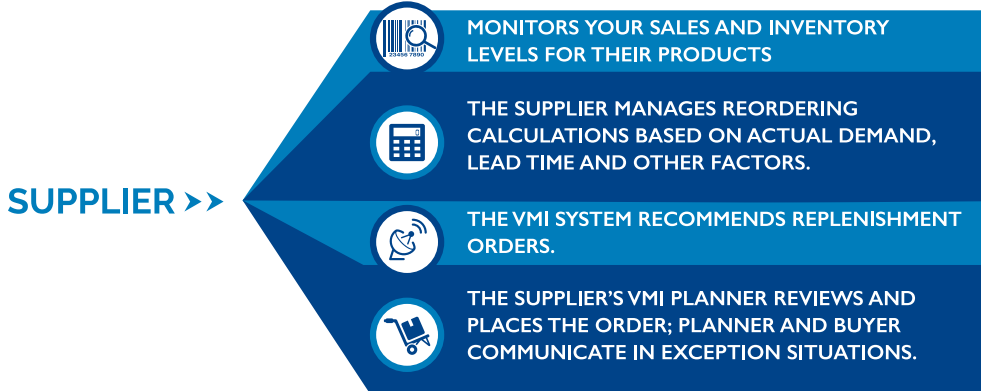 SUPPLIER >>
23456 7890
MONITORS YOUR SALES AND INVENTORY
LEVELS FOR THEIR PRODUCTS
THE SUPPLIER MANAGES REORDERING
CALCULATIONS BASED ON ACTUAL DEMAND,
LEAD TIME AND OTHER FACTORS.
THE VMI SYSTEM RECOMMENDS REPLENISHMENT
ORDERS.
THE SUPPLIER'S VMI PLANNER REVIEWS AND
PLACES THE ORDER; PLANNER AND BUYER
COMMUNICATE IN EXCEPTION SITUATIONS.